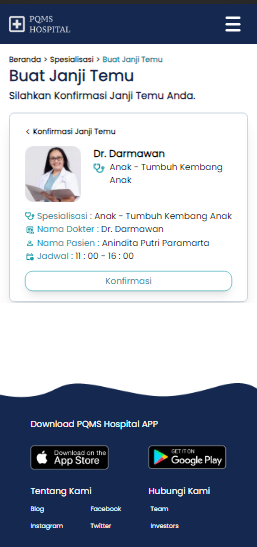 PQMS
HOSPITAL
Beranda > Spesialisasi > Buat Janji Temu
Buat Janji Temu
Silahkan Konfirmasi Janji Temu Anda.
< Konfirmasi Janji Temu
Dr. Darmawan
Anak - Tumbuh Kembang
Anak
Spesialisasi : Anak - Tumbuh Kembang Anak
Nama Dokter : Dr. Darmawan
Nama Pasien : Anindita Putri Paramarta
Jadwal : 11 : 00 - 16 : 00
Konfirmasi
Download PQMS Hospital APP
Download on the
App Store
GET IT ON
Google Play
Tentang Kami
Hubungi Kami
Blog
Facebook
Team
Instagram
Twitter
Investors